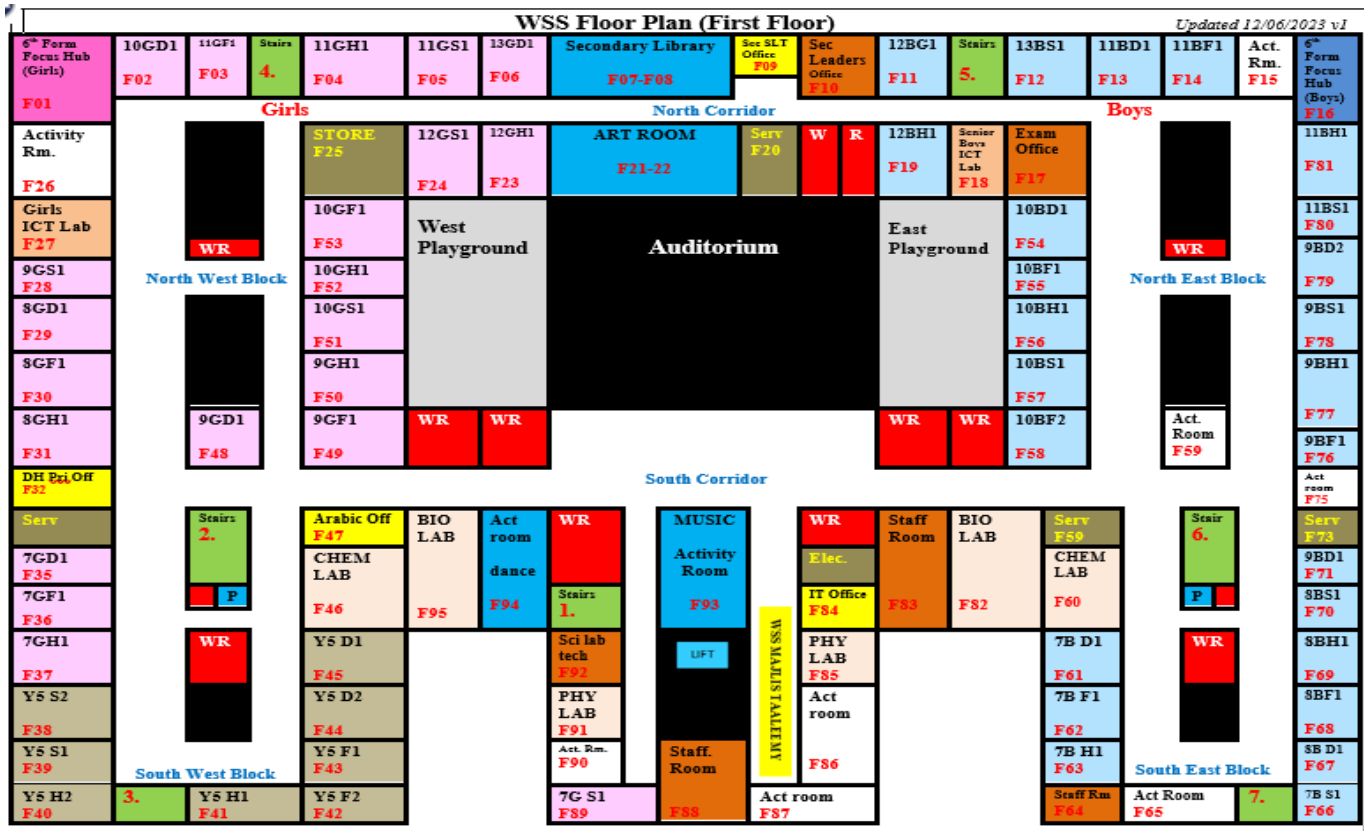 WSS Floor Plan (First Floor)
Updated 12/06/2023 v1
6th Form
Focus Hub
(Girls)
F01
10GD1
F02
11GF1
F03
Stairs
4.
11GH1
F04
11GS1
F05
13GD1
F06
Secondary Library
F07-F08
Sec SLT
Office
F09
Sec
Leaders
Office
F10
12BG1
F11
Stairs
5.
13BS1
F12
11BD1
F13
11BF1
F14
Act.
Rm.
F15
6th
Form
Focus
Hub
(Boys)
F16
Girls
North Corridor
Boys
Activity
Rm.
F26
STORE
F25
12GS1
F24
12GH1
F23
ART ROOM
F21-22
Serv
F20
W
R
12BH1
F19
Senior
Boys
ICT
Lab
F18
Exam
Office
F17
11BH1
F81
Girls
ICT Lab
F27
WR
10GF1
F53
West
Playground
Auditorium
East
Playground
10BD1
F54
WR
11BS1
F80
9GS1
F28
North West Block
10GH1
F52
10BF1
F55
North East Block
9BD2
F79
8GD1
F29
10GS1
F51
10BH1
F56
9BS1
F78
8GF1
F30
9GH1
F50
10BS1
F57
9BH1
F77
8GH1
F31
9GD1
F48
9GF1
F49
WR
WR
WR
WR
10BF2
F58
Act.
Room
F59
9BF1
F76
DH Pri Off
F32
South Corridor
Act
room
F75
Serv
Stairs
2.
Arabic Off
F47
BIO
LAB
F95
Act
room
dance
F94
WR
MUSIC
Activity
Room
F93
WR
Staff
Room
F83
BIO
LAB
F82
Serv
F59
Stair
6.
Serv
F73
7GD1
F35
CHEM
LAB
F46
Elec.
CHEM
LAB
F60
9BD1
F71
7GF1
F36
P
Stairs
1.
IT Office
F84
P
8BS1
F70
7GH1
F37
WR
Y5 D1
F45
Sci lab
tech
F92
LIFT
WSS MAJLIS TAALEEMY
PHY
LAB
F85
7B D1
F61
WR
8BH1
F69
Y5 S2
F38
Y5 D2
F44
PHY
LAB
F91
Act
room
F86
7B F1
F62
8BF1
F68
Y5 S1
F39
South West Block
Y5 F1
F43
Act. Rm.
F90
Staff.
Room
F88
7B H1
F63
South East Block
8B D1
F67
Y5 H2
F40
3.
Y5 H1
F41
Y5 F2
F42
7G S1
F89
Act room
F87
Staff Rm
F64
Act Room
F65
7.
7B S1
F66